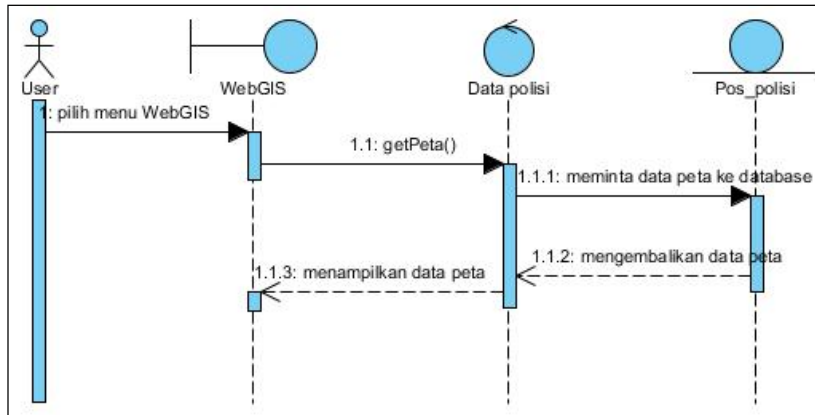 User
WebGIS
Data polisi
Pos_polisi
1: pilih menu WebGIS
1.1: getPeta()
1.1.1: meminta data peta ke database
1.1.2: mengembalikan data peta
1.1.3: menampilkan data peta